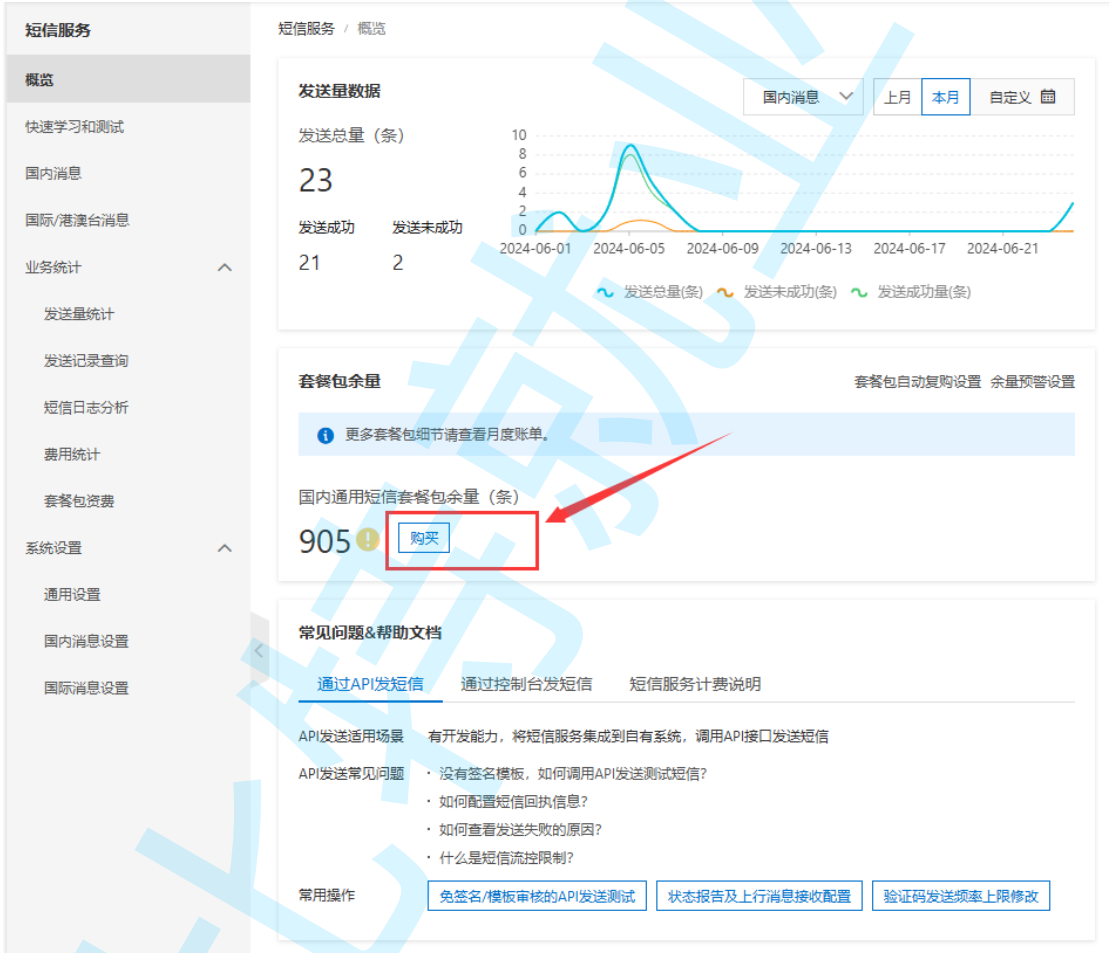 短信服务
概览
快速学习和测试
国内消息
国际/港澳台消息
业务统计
发送量统计
发送记录查询
短信日志分析
费用统计
套餐包资费
系统设置
通用设置
国内消息设置
国际消息设置
短信服务 / 概览
发送量数据
国内消息 上月 本月 自定义
发送总量（条）
23
发送成功 发送未成功
21 2
10
8
6
4
2
0
2024-06-01 2024-06-05 2024-06-09 2024-06-13 2024-06-17 2024-06-21
发送总量(条) 发送未成功(条) 发送成功量(条)
套餐包余量 套餐包自动复购设置 余量预警设置
更多套餐包细节请查看月度账单。
国内通用短信套餐包余量（条）
905 购买
常见问题&帮助文档
通过API发短信 通过控制台发短信 短信服务计费说明
API发送适用场景 有开发能力，将短信服务集成到自有系统，调用API接口发送短信
API发送常见问题 · 没有签名模板，如何调用API发送测试短信?
· 如何配置短信回执信息?
· 如何查看发送失败的原因?
· 什么是短信流控限制?
常用操作 免签名/模板审核的API发送测试 状态报告及上行消息接收配置 验证码发送频率上限修改
比特就业